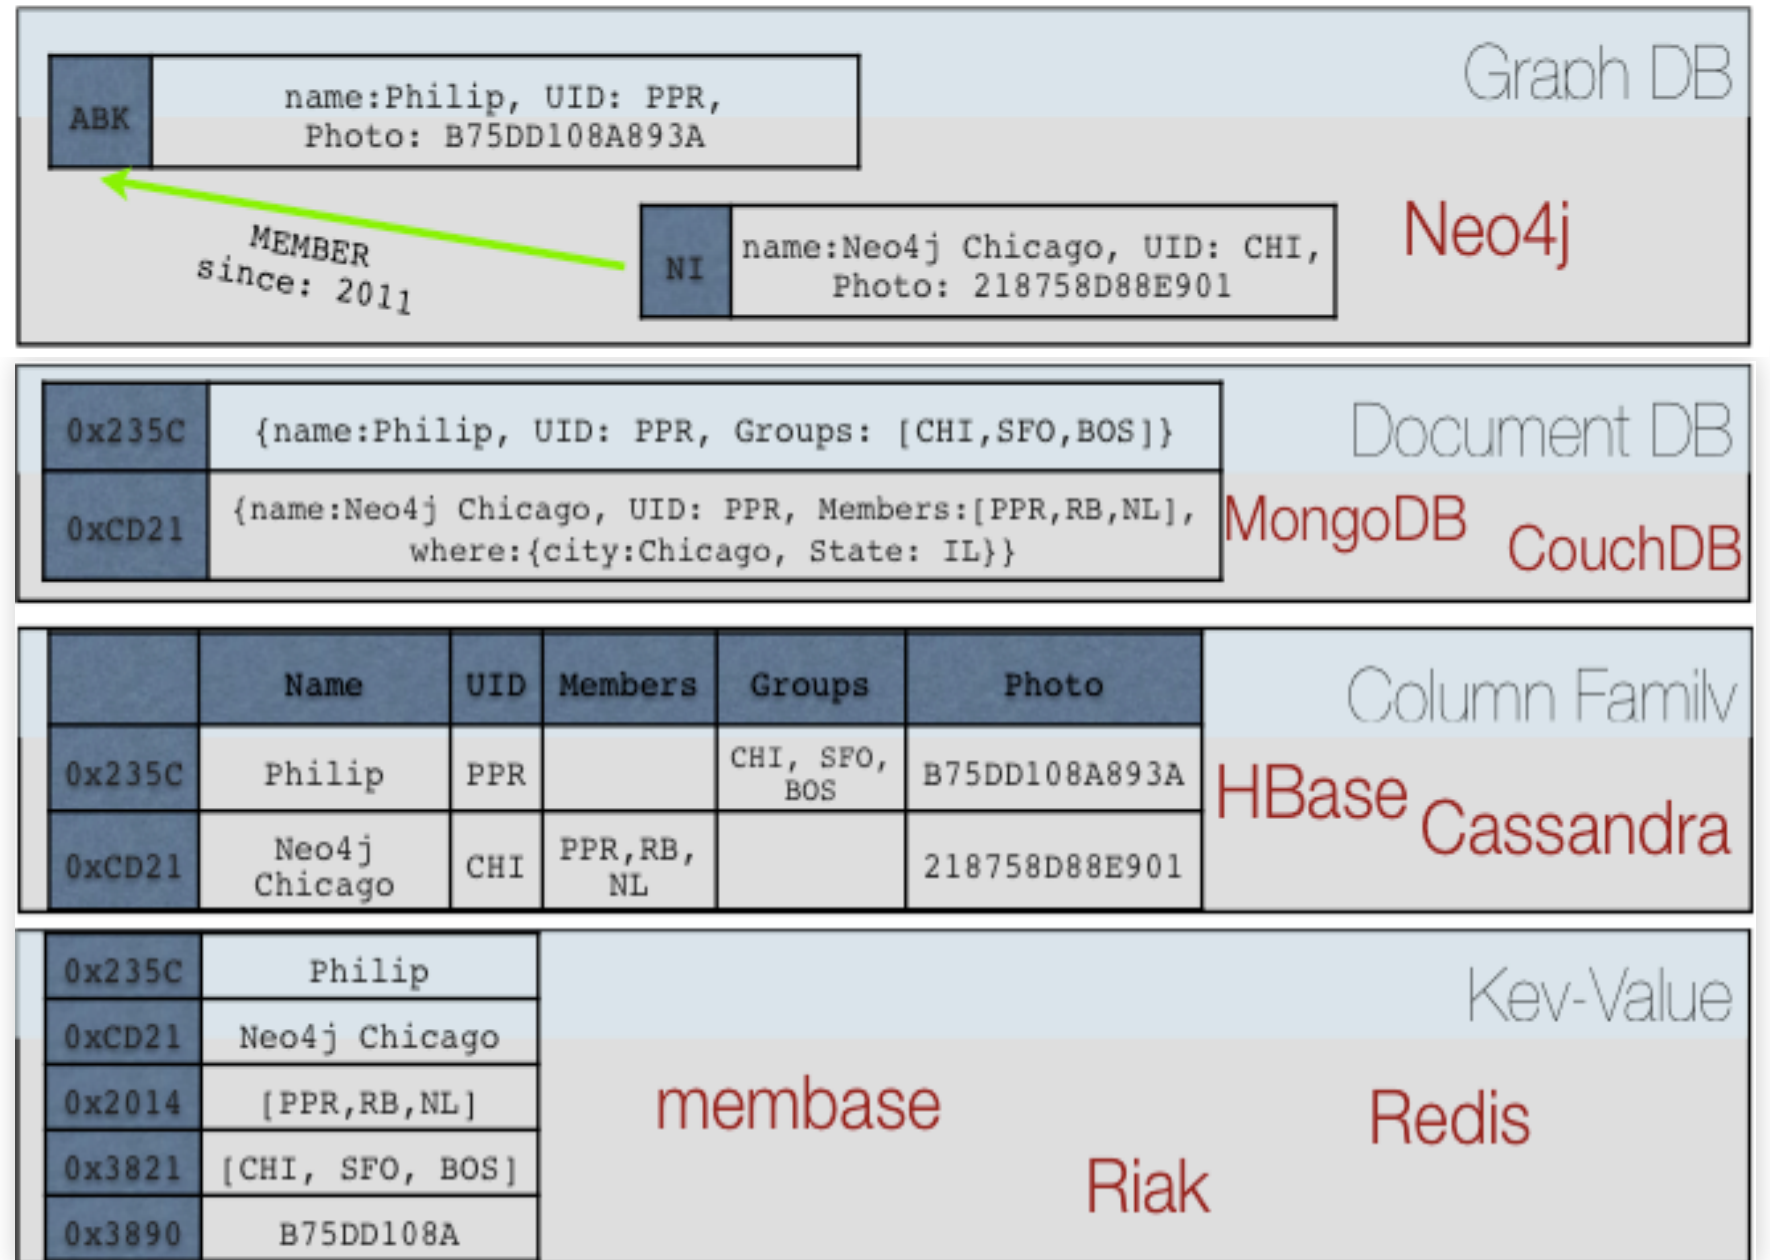 Graph DB
ABK
name:Philip, UID: PPR,
Photo: B75DD108A893A
Neo4j
MEMBER
since: 2011
NI
name:Neo4j Chicago, UID: CHI,
Photo: 218758D88E901
Document DB
0x235C
{name:Philip, UID: PPR, Groups: [CHI,SFO,BOS]}
0xCD21
{name:Neo4j Chicago, UID: PPR, Members:[PPR,RB,NL],
where:{city:Chicago, State: IL}}
MongoDB
CouchDB
Column Family
Name UID Members Groups Photo
0x235C Philip PPR CHI, SFO,
BOS B75DD108A893A
HBase
Cassandra
0xCD21 Neo4j
Chicago CHI PPR,RB,
NL 218758D88E901
Key-Value
0x235C Philip
0xCD21 Neo4j Chicago
0x2014 [PPR,RB,NL]
0x3821 [CHI, SFO, BOS]
0x3890 B75DD108A
membase
Riak
Redis